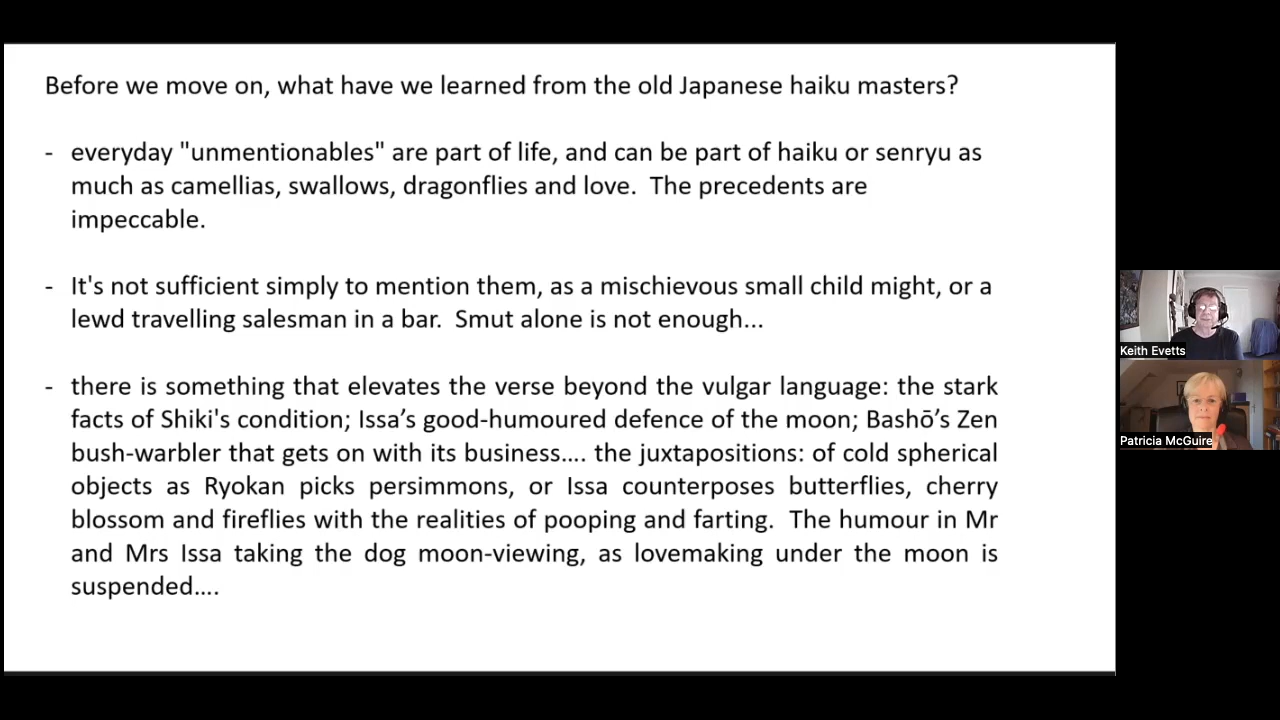 Before we move on, what have we learned from the old Japanese haiku masters?
- everyday "unmentionables" are part of life, and can be part of haiku or senryu as
much as camellias, swallows, dragonflies and love.  The precedents are
impeccable.
- It's not sufficient simply to mention them, as a mischievous small child might, or a
lewd travelling salesman in a bar.  Smut alone is not enough...
- there is something that elevates the verse beyond the vulgar language: the stark
facts of Shiki's condition; Issa’s good-humoured defence of the moon; Bashō’s Zen
bush-warbler that gets on with its business…. the juxtapositions: of cold spherical
objects as Ryokan picks persimmons, or Issa counterposes butterflies, cherry
blossom and fireflies with the realities of pooping and farting.  The humour in Mr
and Mrs Issa taking the dog moon-viewing, as lovemaking under the moon is
suspended….
Keith Evetts
Patricia McGuire